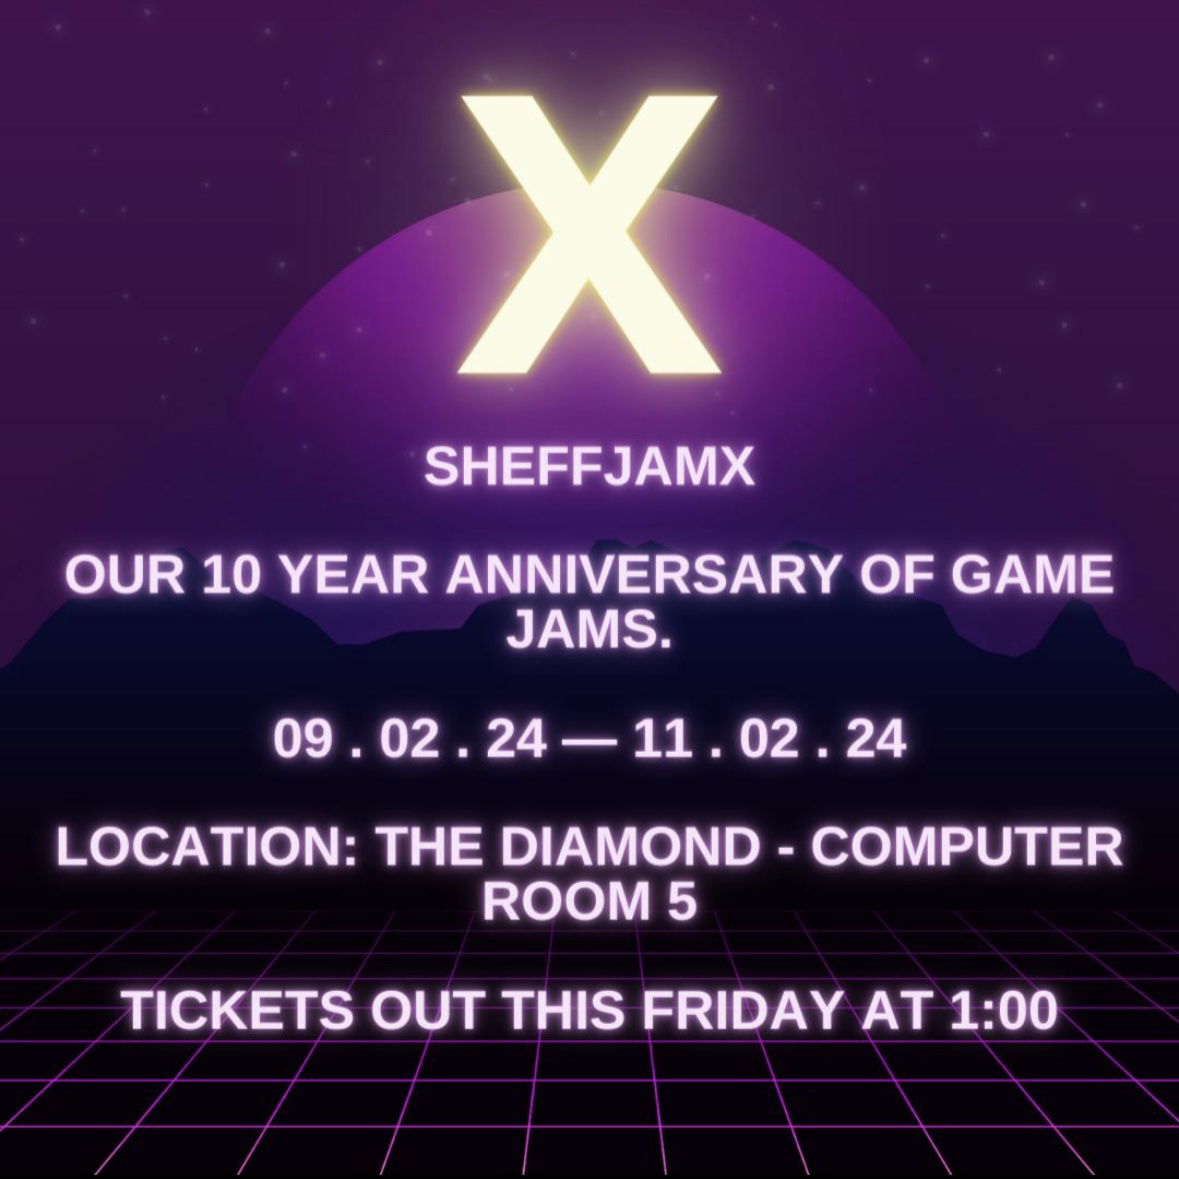 X
SHEFFJAMX
OUR 10 YEAR ANNIVERSARY OF GAME
JAMS.
09 . 02 . 24 — 11 . 02 . 24
LOCATION: THE DIAMOND - COMPUTER
ROOM 5
TICKETS OUT THIS FRIDAY AT 1:00